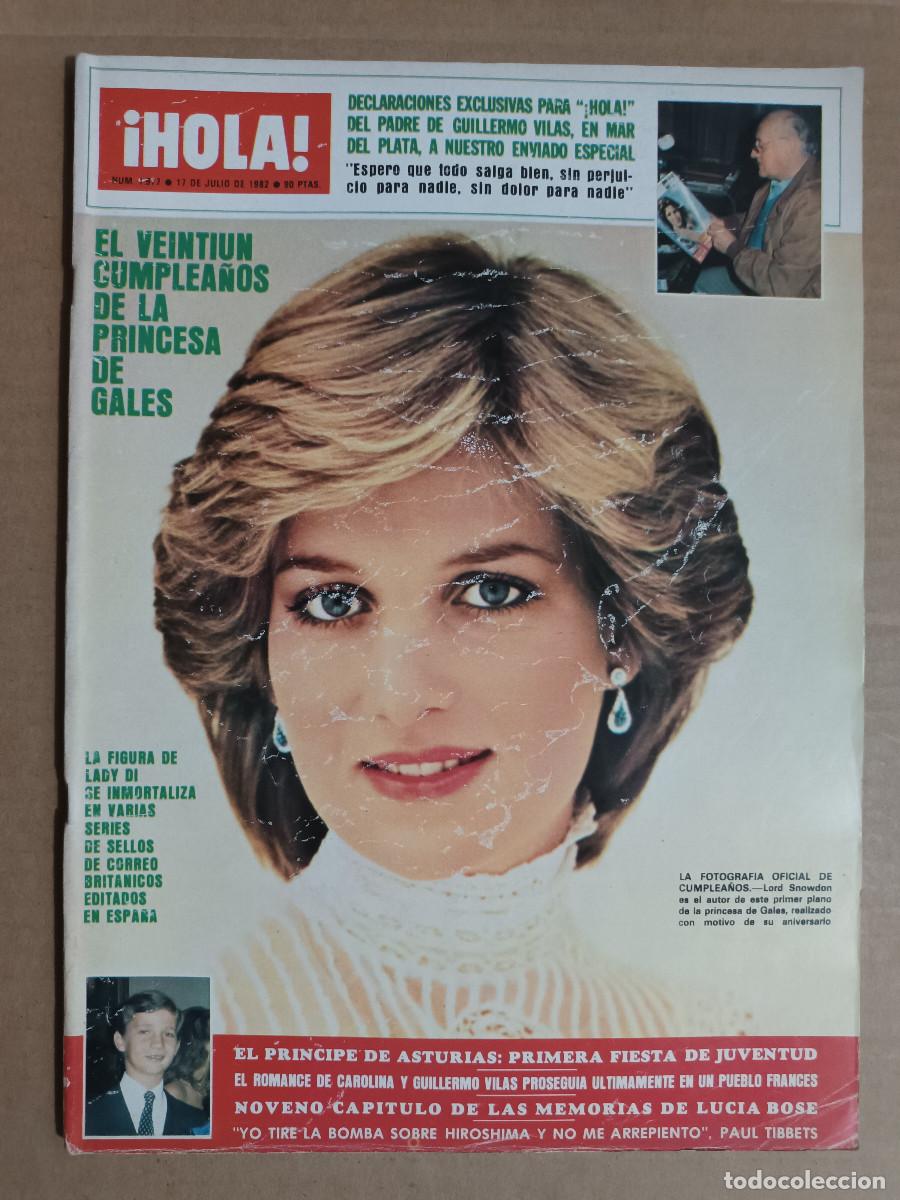 ¡HOLA!
NUM. 17 DE JULIO DE 1982 ● 90 PTAS.
DECLARACIONES EXCLUSIVAS PARA "¡HOLA!"
DEL PADRE DE GUILLERMO VILAS, EN MAR
DEL PLATA, A NUESTRO ENVIADO ESPECIAL
"Espero que todo salga bien, sin perjui-
cio para nadie, sin dolor para nadie"
EL VEINTIUN
CUMPLEAÑOS
DE LA
PRINCESA
DE
GALES
LA FIGURA DE
LADY DI
SE INMORTALIZA
EN VARIAS
SERIES
DE SELLOS
DE CORREO
BRITANICOS
EDITADOS
EN ESPAÑA
LA FOTOGRAFIA OFICIAL DE
CUMPLEAÑOS.—Lord Snowdon
es el autor de este primer plano
de la princesa de Gales, realizado
con motivo de su aniversario
EL PRINCIPE DE ASTURIAS: PRIMERA FIESTA DE JUVENTUD
EL ROMANCE DE CAROLINA Y GUILLERMO VILAS PROSEGUIA ULTIMAMENTE EN UN PUEBLO FRANCES
NOVENO CAPITULO DE LAS MEMORIAS DE LUCIA BOSE
"YO TIRE LA BOMBA SOBRE HIROSHIMA Y NO ME ARREPIENTO", PAUL TIBBETS
todocoleccion